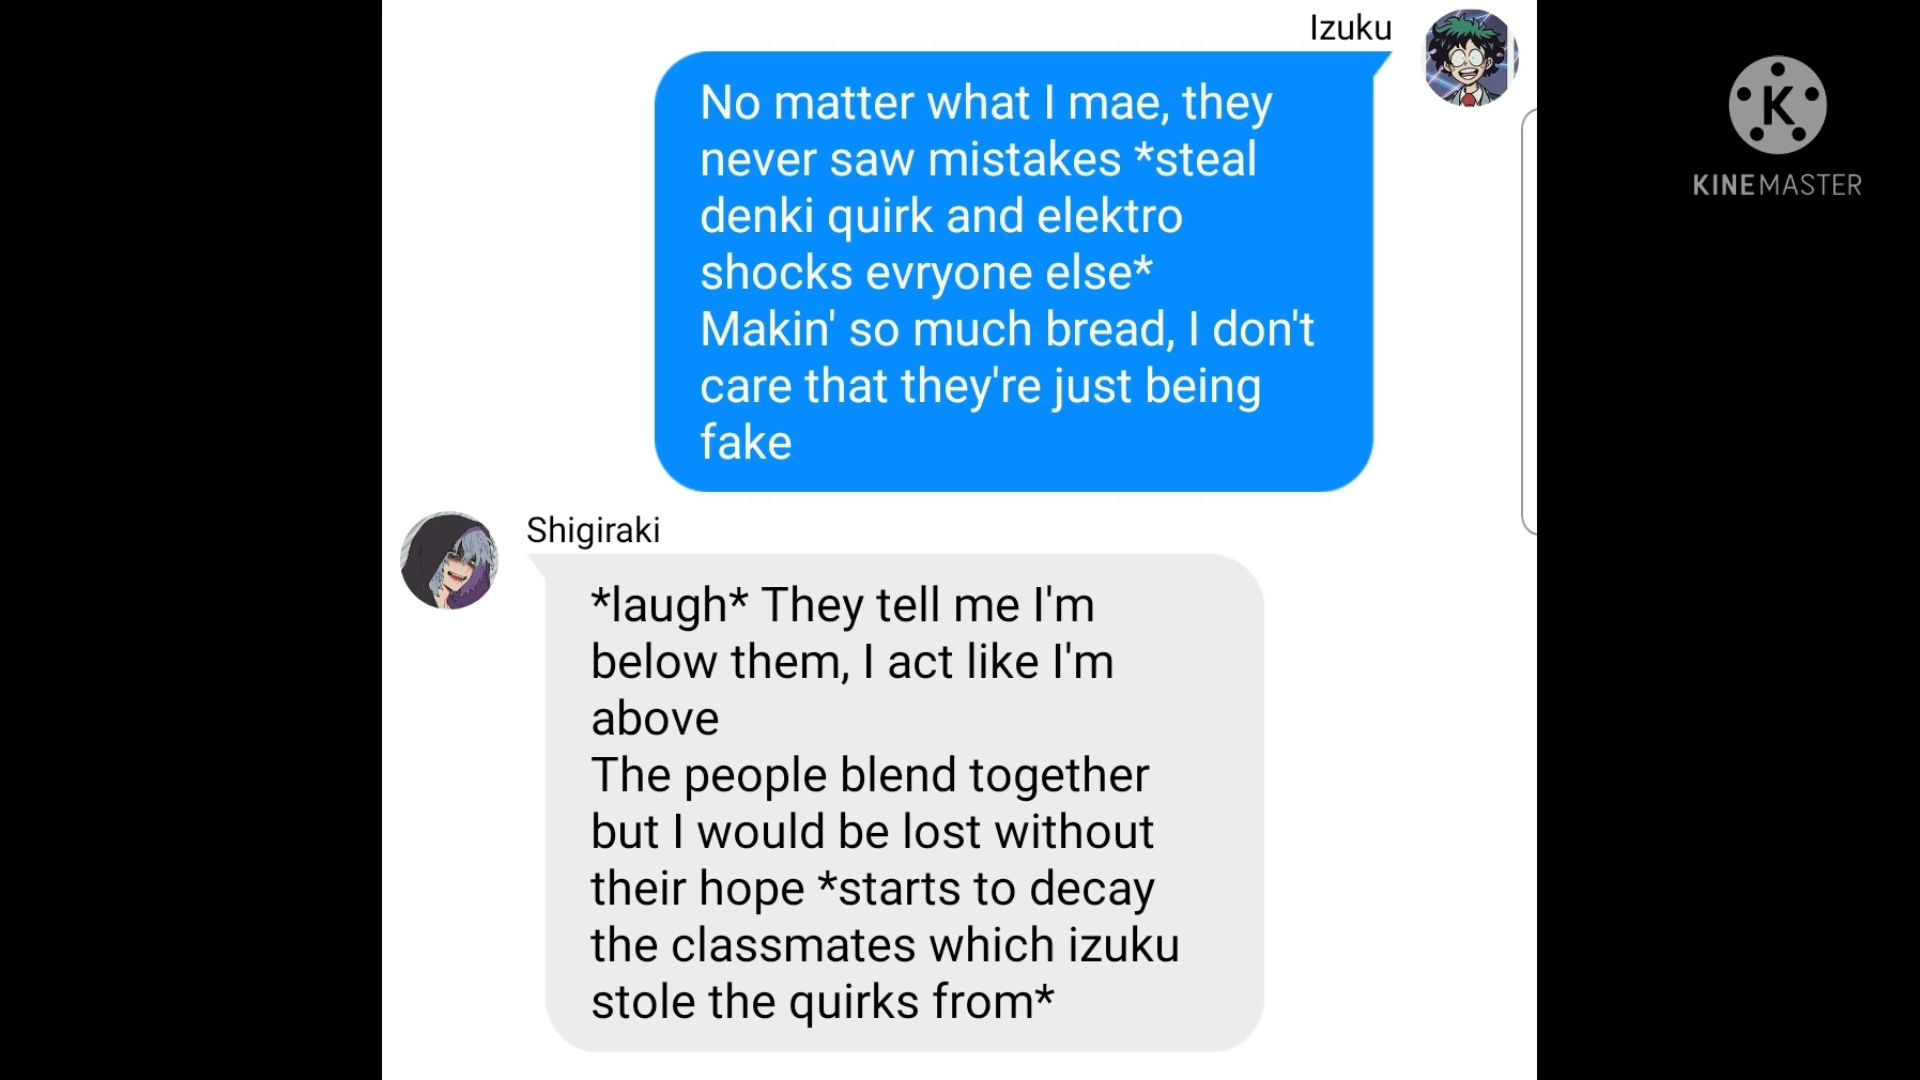 Izuku
No matter what I mae, they
never saw mistakes *steal
denki quirk and elektro
shocks evryone else*
Makin' so much bread, I don't
care that they're just being
fake
K
KINEMASTER
Shigiraki
*laugh* They tell me I'm
below them, I act like I'm
above
The people blend together
but I would be lost without
their hope *starts to decay
the classmates which izuku
stole the quirks from*